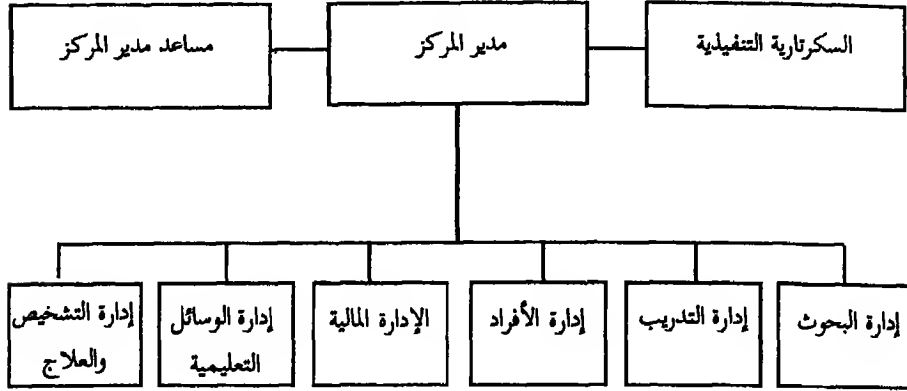 السكرتارية التنفيذية
مدير المركز
مساعد مدير المركز
إدارة البحوث
إدارة التدريب
إدارة الأفراد
الإدارة المالية
إدارة الوسائل
التعليمية
إدارة التشخيص
والعلاج